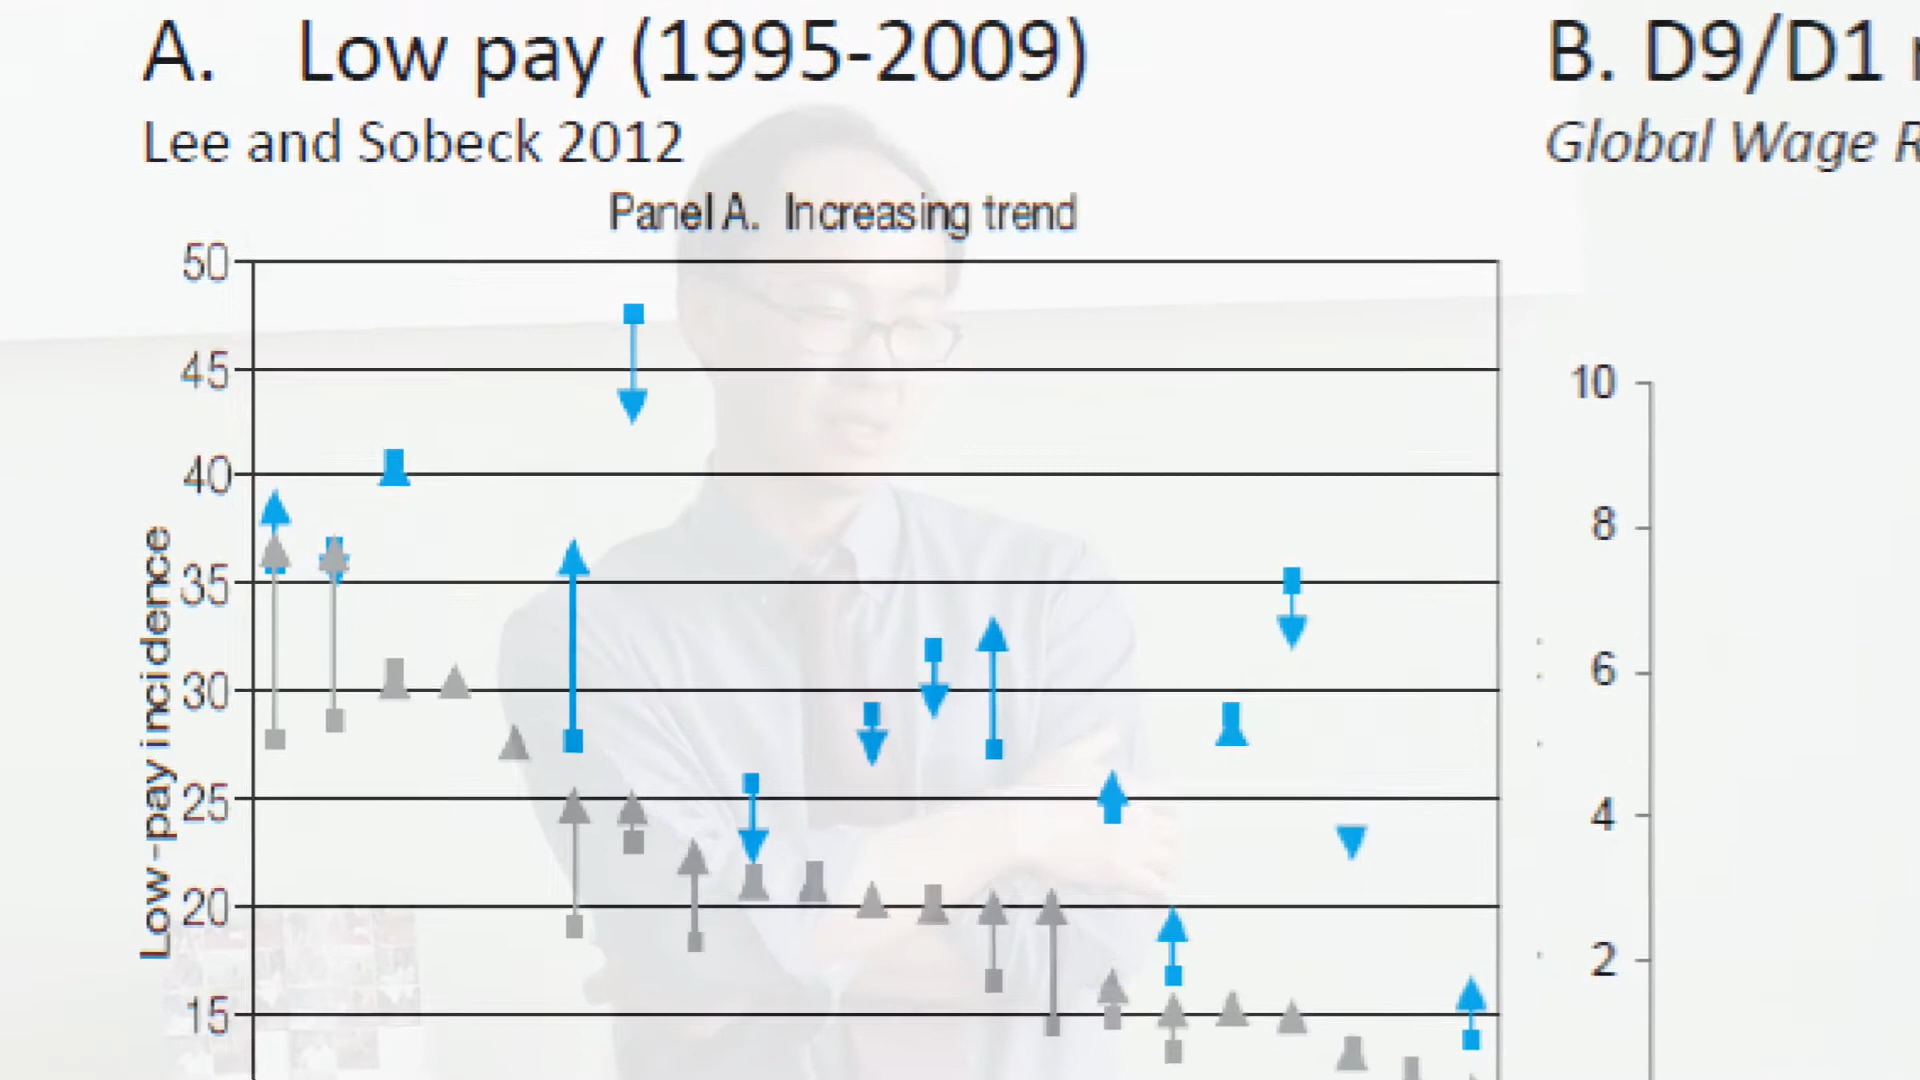 A. Low pay (1995-2009)
Lee and Sobeck 2012
Panel A. Increasing trend
Low-pay incidence
50
45
40
35
30
25
20
15
B. D9/D1
Global Wage R
10
8
6
4
2